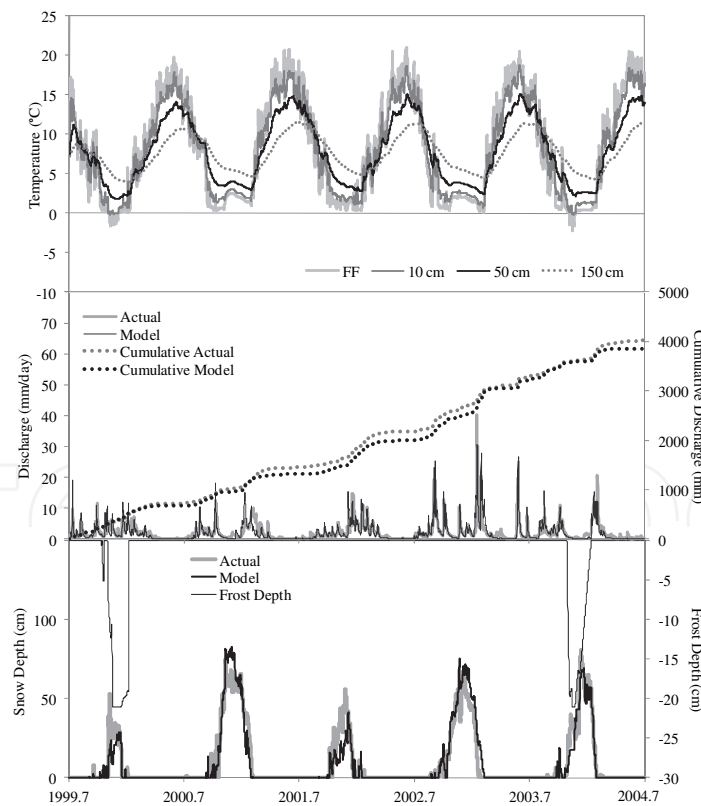 25
20
15
10
5
0
-5
-10
Temperature (ºC)
FF 10 cm 50 cm 150 cm
70
60
50
40
30
20
10
0
Discharge (mm/day)
Actual
Model
Cumulative Actual
Cumulative Model
5000
4000
3000
2000
1000
0
Cumulative Discharge (mm)
100
50
0
Snow Depth (cm)
Actual
Model
Frost Depth
-5
-10
-15
-20
-25
-30
Frost Depth (cm)
1999.7 2000.7 2001.7 2002.7 2003.7 2004.7